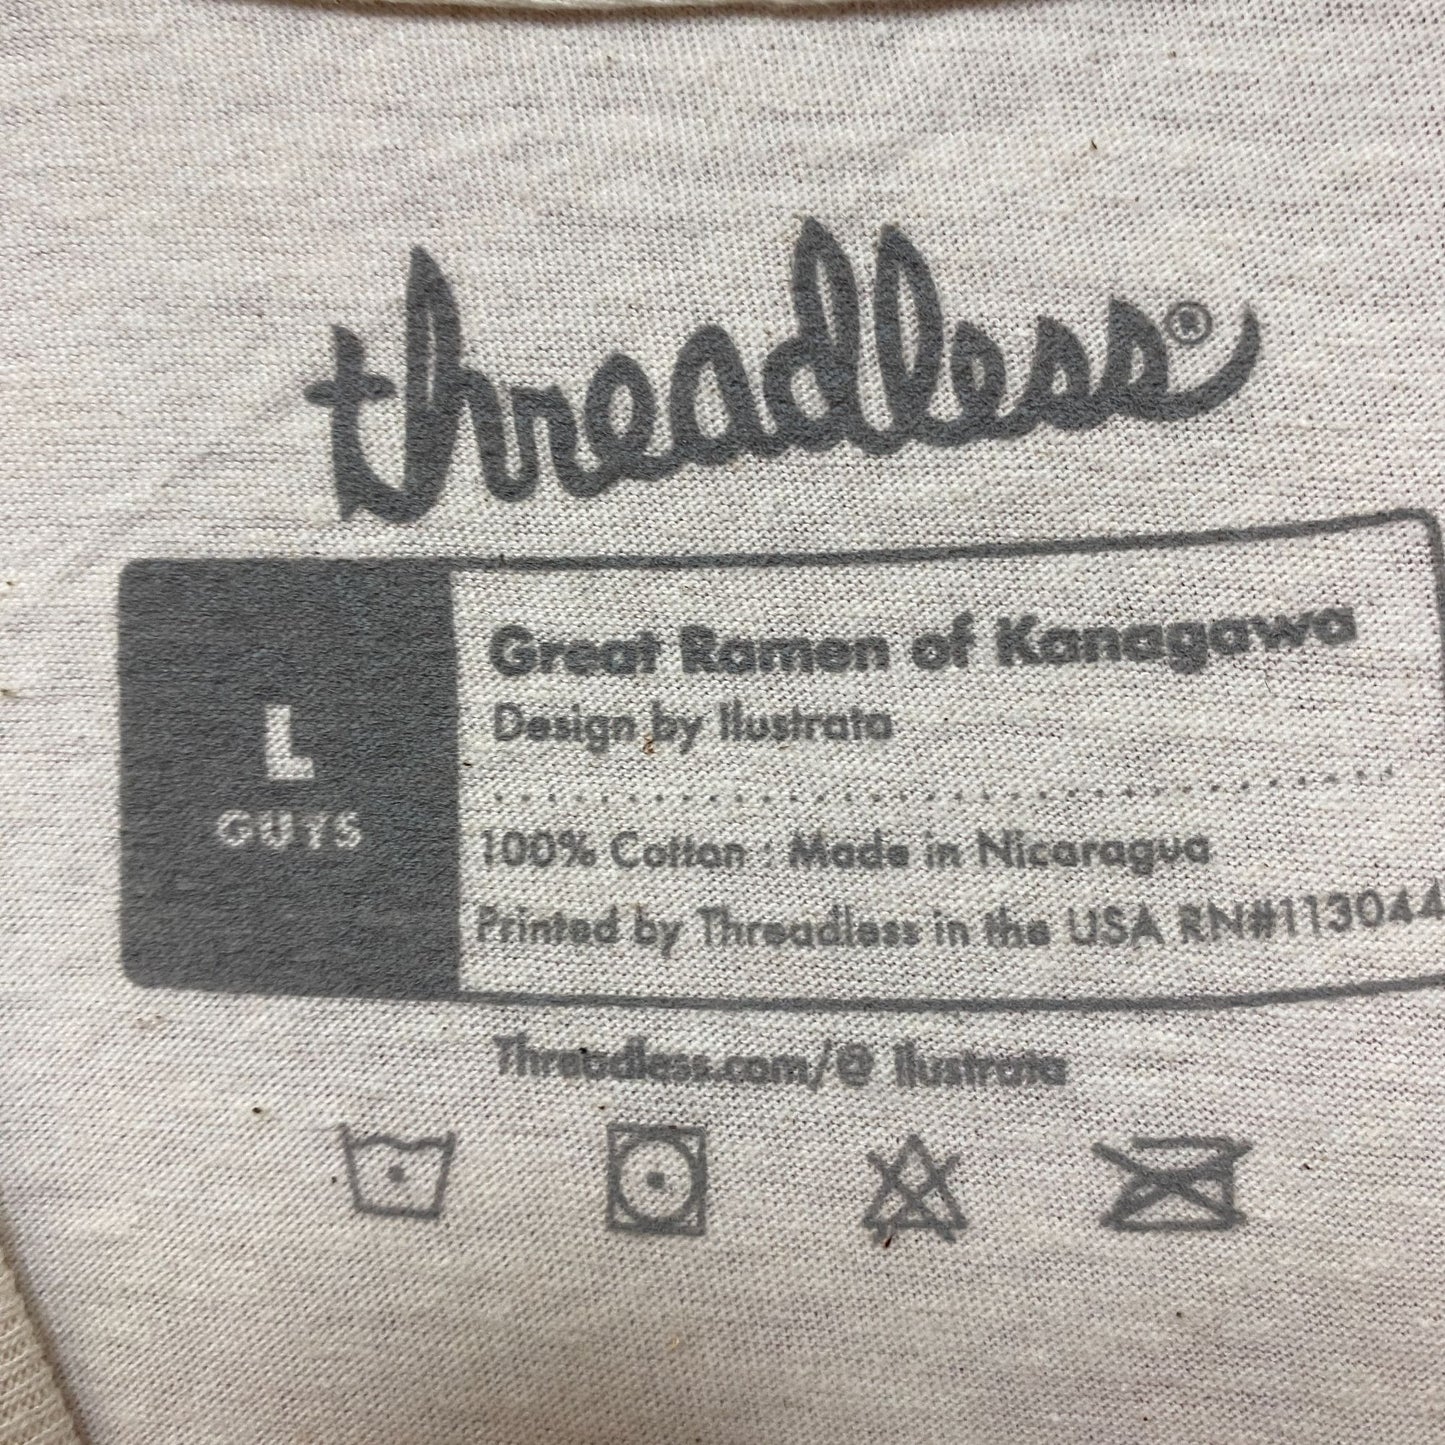 threadless®
L
GUYS
Great Ramen of Kanagawa
Design by Ilustrata
100% Cotton : Made in Nicaragua
Printed by Threadless in the USA RN#113044
Threadless.com/@ Ilustrata